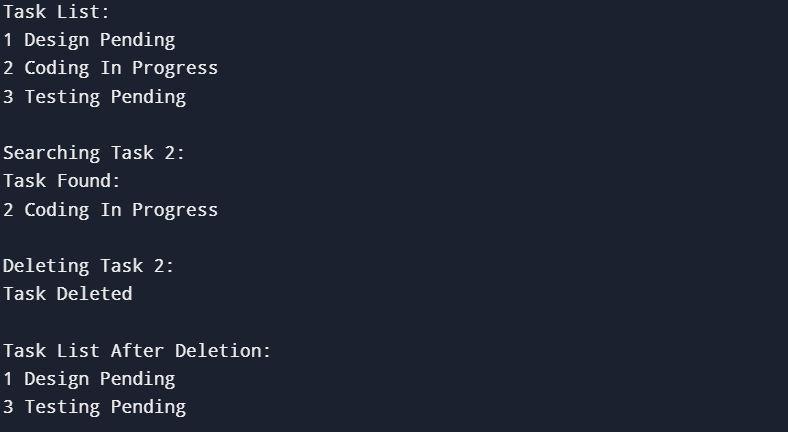 Task List:
1 Design Pending
2 Coding In Progress
3 Testing Pending
Searching Task 2:
Task Found:
2 Coding In Progress
Deleting Task 2:
Task Deleted
Task List After Deletion:
1 Design Pending
3 Testing Pending